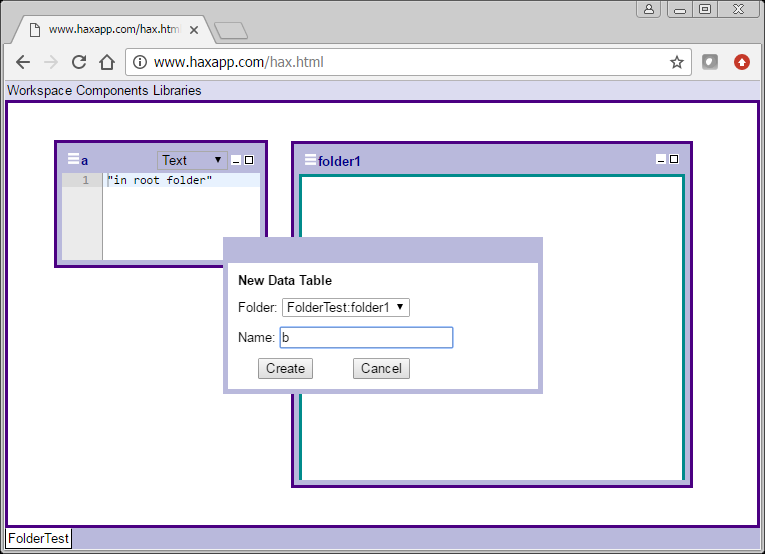 www.haxapp.com/hax.html
www.haxapp.com/hax.html
Workspace Components Libraries
a
Text
1
"in root folder"
folder1
New Data Table
Folder: FolderTest:folder1
Name: b
Create
Cancel
FolderTest